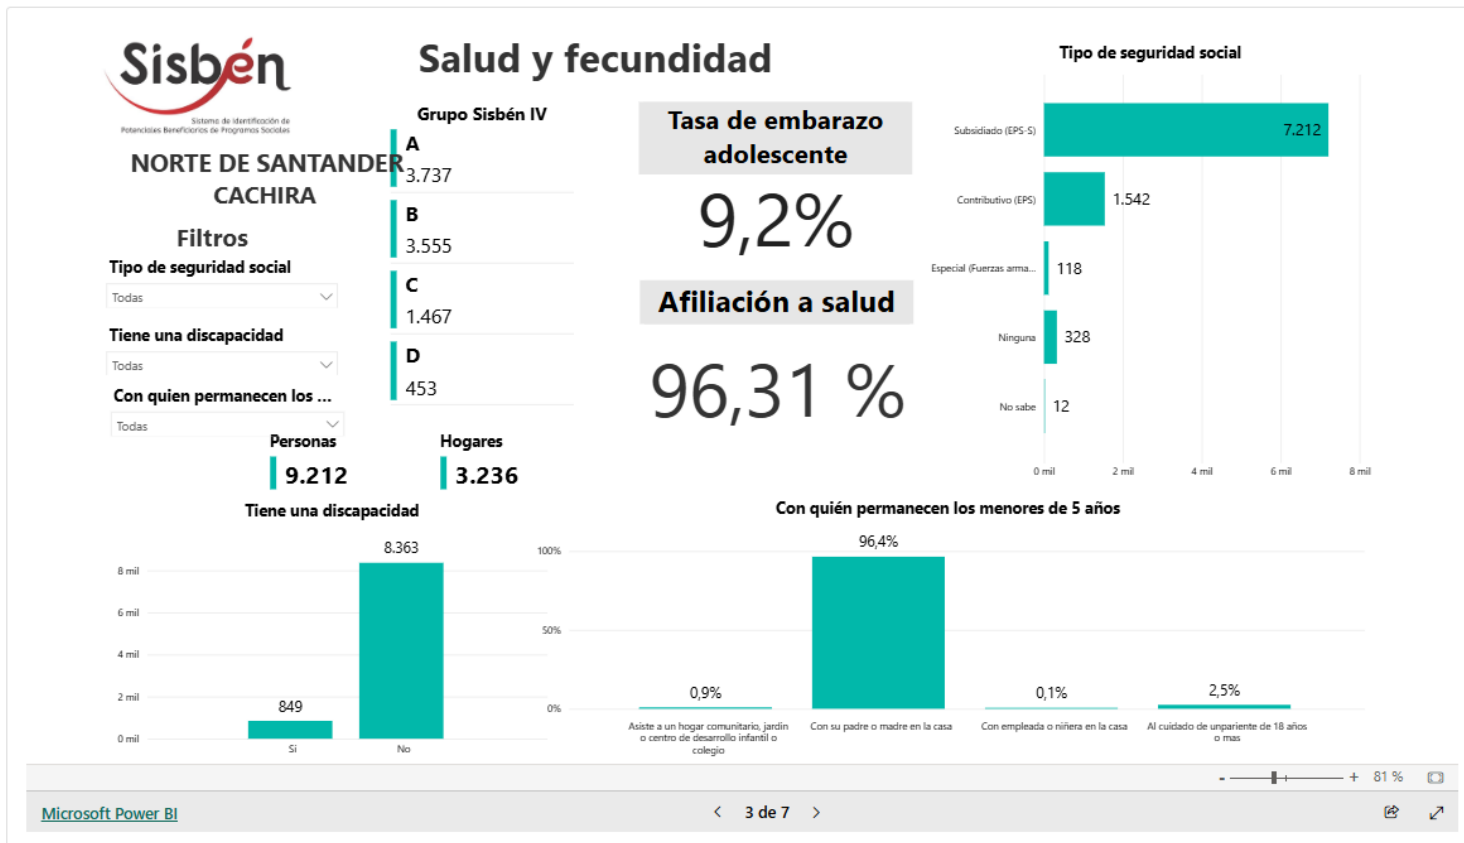 Sisbén
Sistema de Identificación de
Potenciales Beneficiarios de Programas Sociales
NORTE DE SANTANDER
CACHIRA
Filtros
Tipo de seguridad social
Todas
Tiene una discapacidad
Todas
Con quien permanecen los ...
Todas
Salud y fecundidad
Grupo Sisbén IV
A
3.737
B
3.555
C
1.467
D
453
Personas
9.212
Hogares
3.236
Tasa de embarazo
adolescente
9,2%
Afiliación a salud
96,31 %
Tipo de seguridad social
Subsidiado (EPS-S)
7.212
Contributivo (EPS)
1.542
Especial (Fuerzas arma...
118
Ninguna
328
No sabe
12
0 mil 2 mil 4 mil 6 mil 8 mil
Tiene una discapacidad
8 mil
6 mil
4 mil
2 mil
0 mil
849
8.363
Si No
Con quién permanecen los menores de 5 años
100%
50%
0%
0,9%
96,4%
0,1%
2,5%
Asiste a un hogar comunitario, jardin
o centro de desarrollo infantil o
colegio
Con su padre o madre en la casa
Con empleada o niñera en la casa
Al cuidado de unpariente de 18 años
o mas
- + 81 %
Microsoft Power BI
< 3 de 7 >